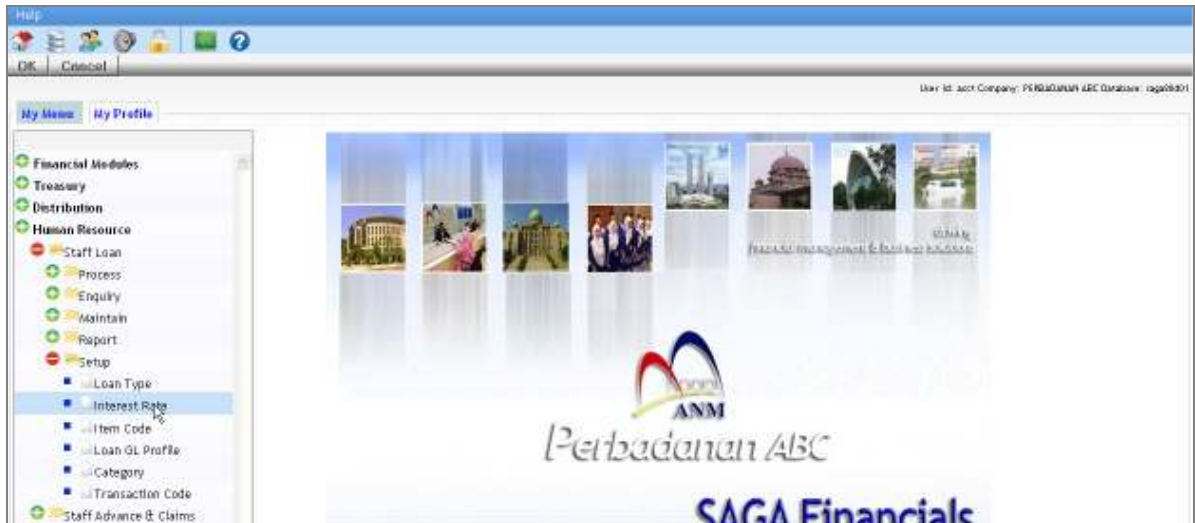 Help
OK Cancel
User Id: acct Company: PERBADANAN ABC Database:
My Menu My Profile
Financial Modules
Treasury
Distribution
Human Resource
Staff Loan
Process
Enquiry
Maintain
Report
Setup
Loan Type
Interest Rate
Item Code
Loan GL Profile
Category
Transaction Code
Staff Advance & Claims
financial management & business solutions
ANM
Perbadanan ABC
SAGA Financials